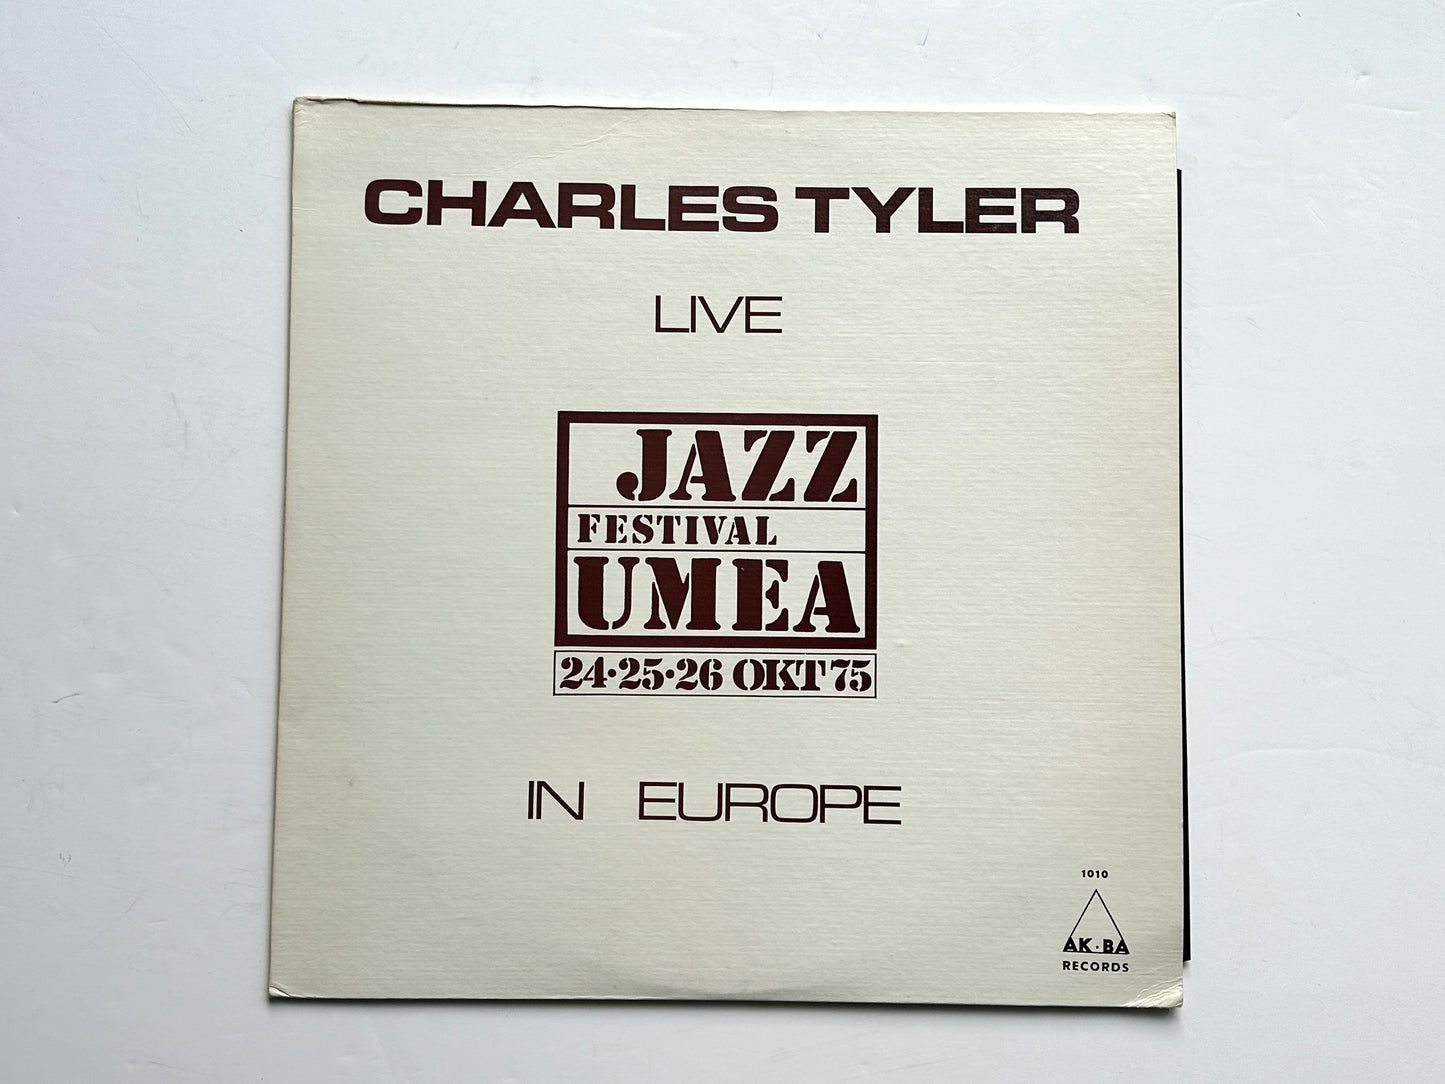 CHARLES TYLER
LIVE
JAZZ
FESTIVAL
UMEA
24·25·26 OKT 75
IN EUROPE
1010
AK·BA
RECORDS